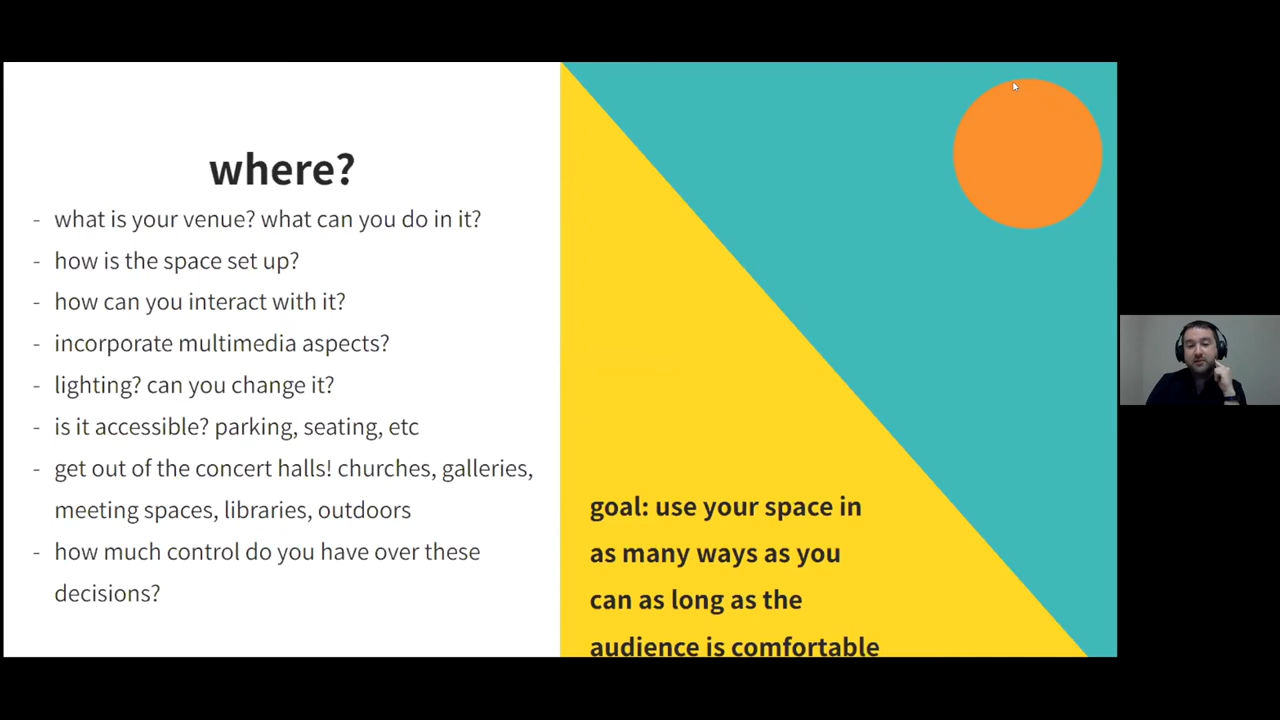 where?
- what is your venue? what can you do in it?
- how is the space set up?
- how can you interact with it?
- incorporate multimedia aspects?
- lighting? can you change it?
- is it accessible? parking, seating, etc
- get out of the concert halls! churches, galleries,
meeting spaces, libraries, outdoors
- how much control do you have over these
decisions?
goal: use your space in
as many ways as you
can as long as the
audience is comfortable